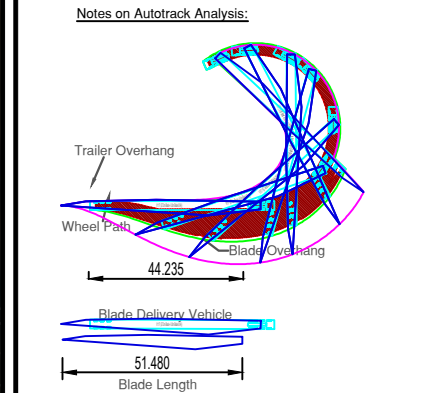 Notes on Autotrack Analysis:
Trailer Overhang
Wheel Path
Blade Overhang
44.235
Blade Delivery Vehicle
51.480
Blade Length